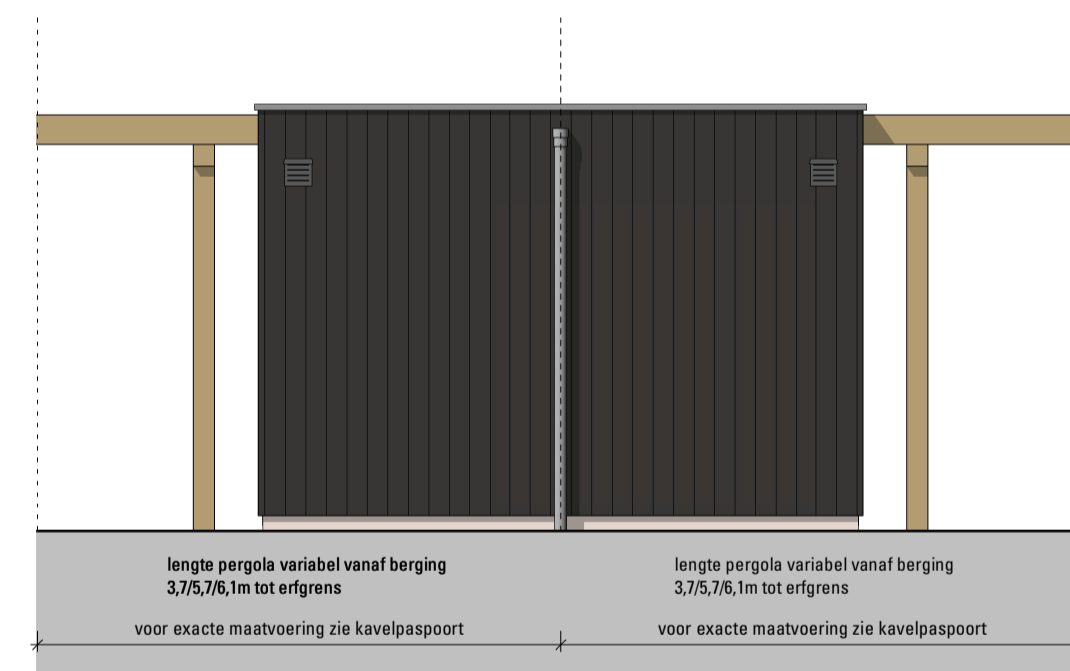 lengte pergola variabel vanaf berging
3,7/5,7/6,1m tot erfgrens
voor exacte maatvoering zie kavelpaspoort
lengte pergola variabel vanaf berging
3,7/5,7/6,1m tot erfgrens
voor exacte maatvoering zie kavelpaspoort